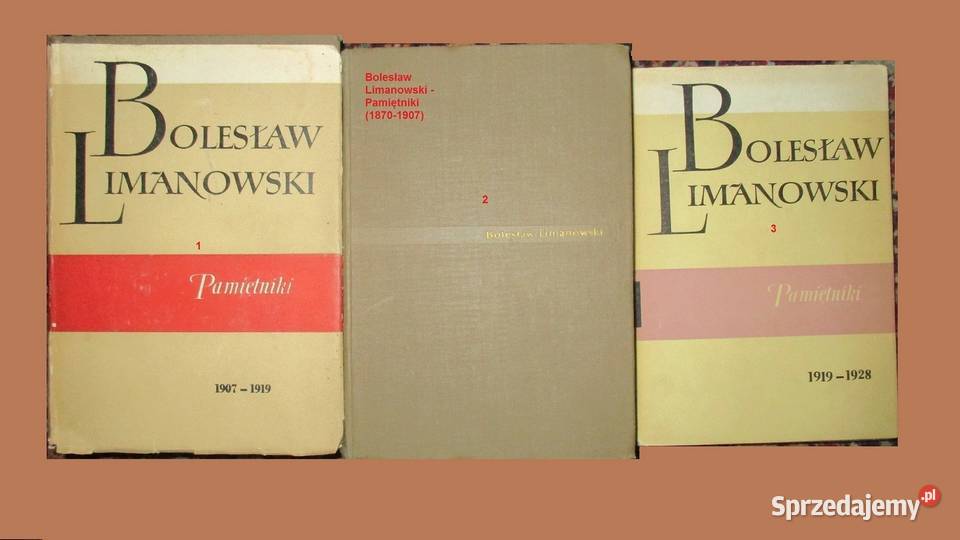 BOLESŁAW
LIMANOWSKI
1
Pamiętniki
1907 – 1919
Bolesław
Limanowski -
Pamiętniki
(1870-1907)
2
Bolesław Limanowski
BOLESŁAW
LIMANOWSKI
3
Pamiętniki
1919 – 1928
Sprzedajemy.pl